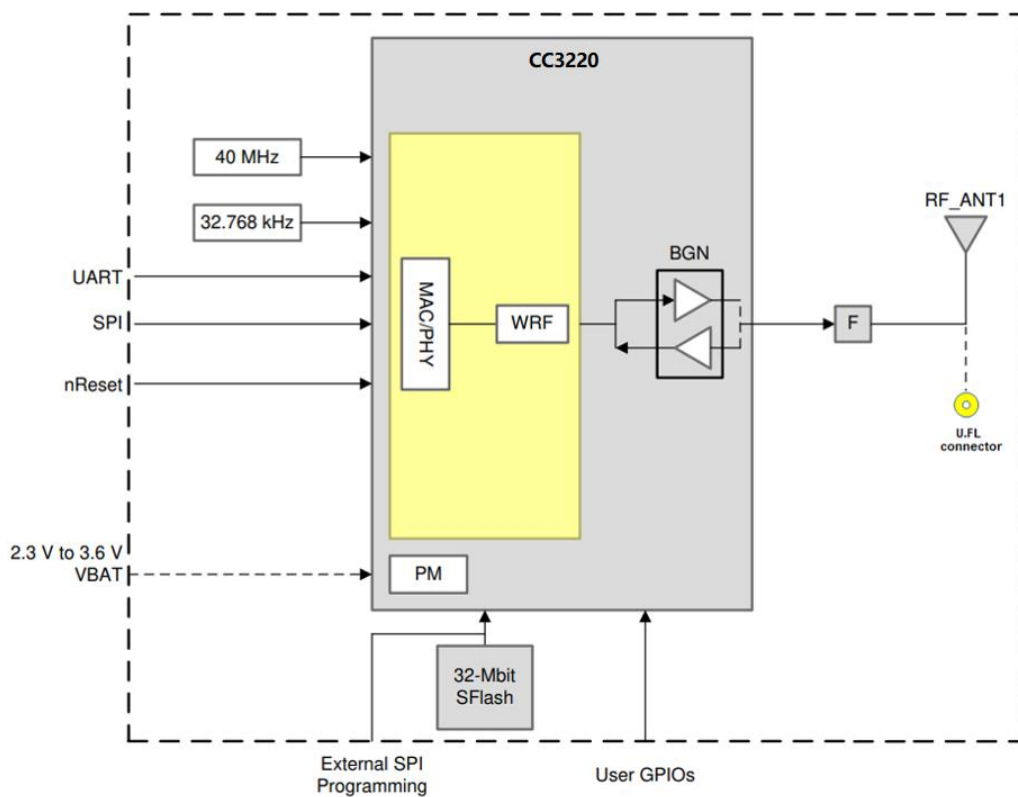 CC3220
40 MHz
32.768 kHz
UART
SPI
nReset
MAC/PHY
WRF
BGN
F
RF_ANT1
U.FL
connector
2.3 V to 3.6 V
VBAT
PM
32-Mbit
SFlash
External SPI
Programming
User GPIOs